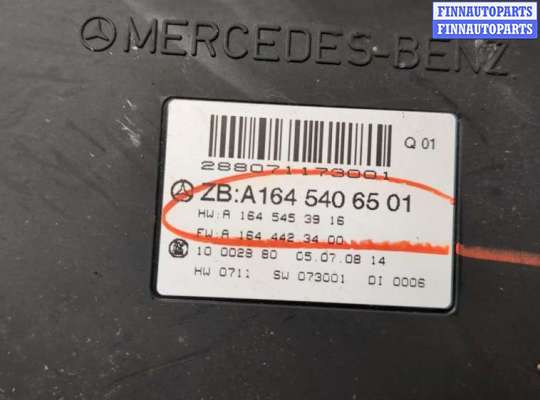 FINNAUTOPARTS
FINNAUTOPARTS
MERCEDES-BENZ
Q 01
288071173001
ZB:A164 540 65 01
HW:A 164 545 39 16
FW:A 164 442 34 00
10 0028 80 05.07.08 14
HW 0711 SW 073001 DI 0006